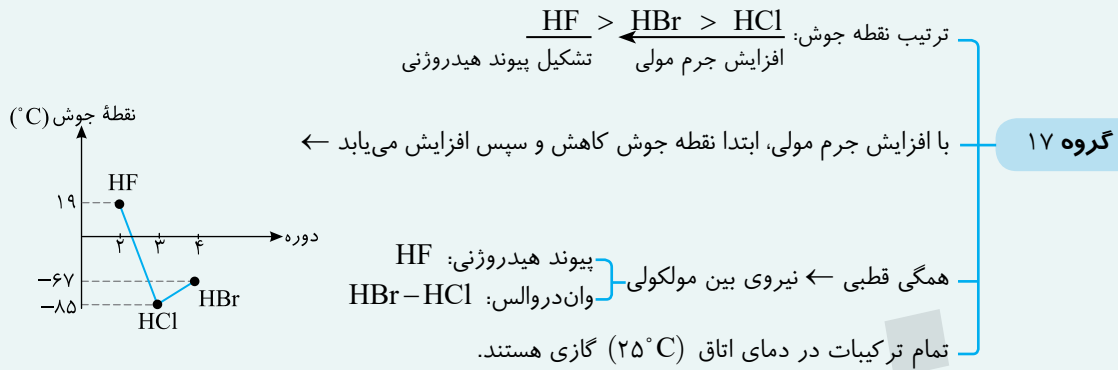 گروه ۱۷
ترتیب نقطه جوش: HF > HBr > HCl
افزایش جرم مولی
تشکیل پیوند هیدروژنی
با افزایش جرم مولی، ابتدا نقطه جوش کاهش و سپس افزایش می‌یابد ←
نقطهٔ جوش (°C)
HF
۱۹
۲ ۳ ۴
دوره
−۶۷
HBr
−۸۵
HCl
همگی قطبی ← نیروی بین مولکولی
پیوند هیدروژنی: HF
وان‌دروالس: HBr−HCl
تمام ترکیبات در دمای اتاق (۲۵°C) گازی هستند.